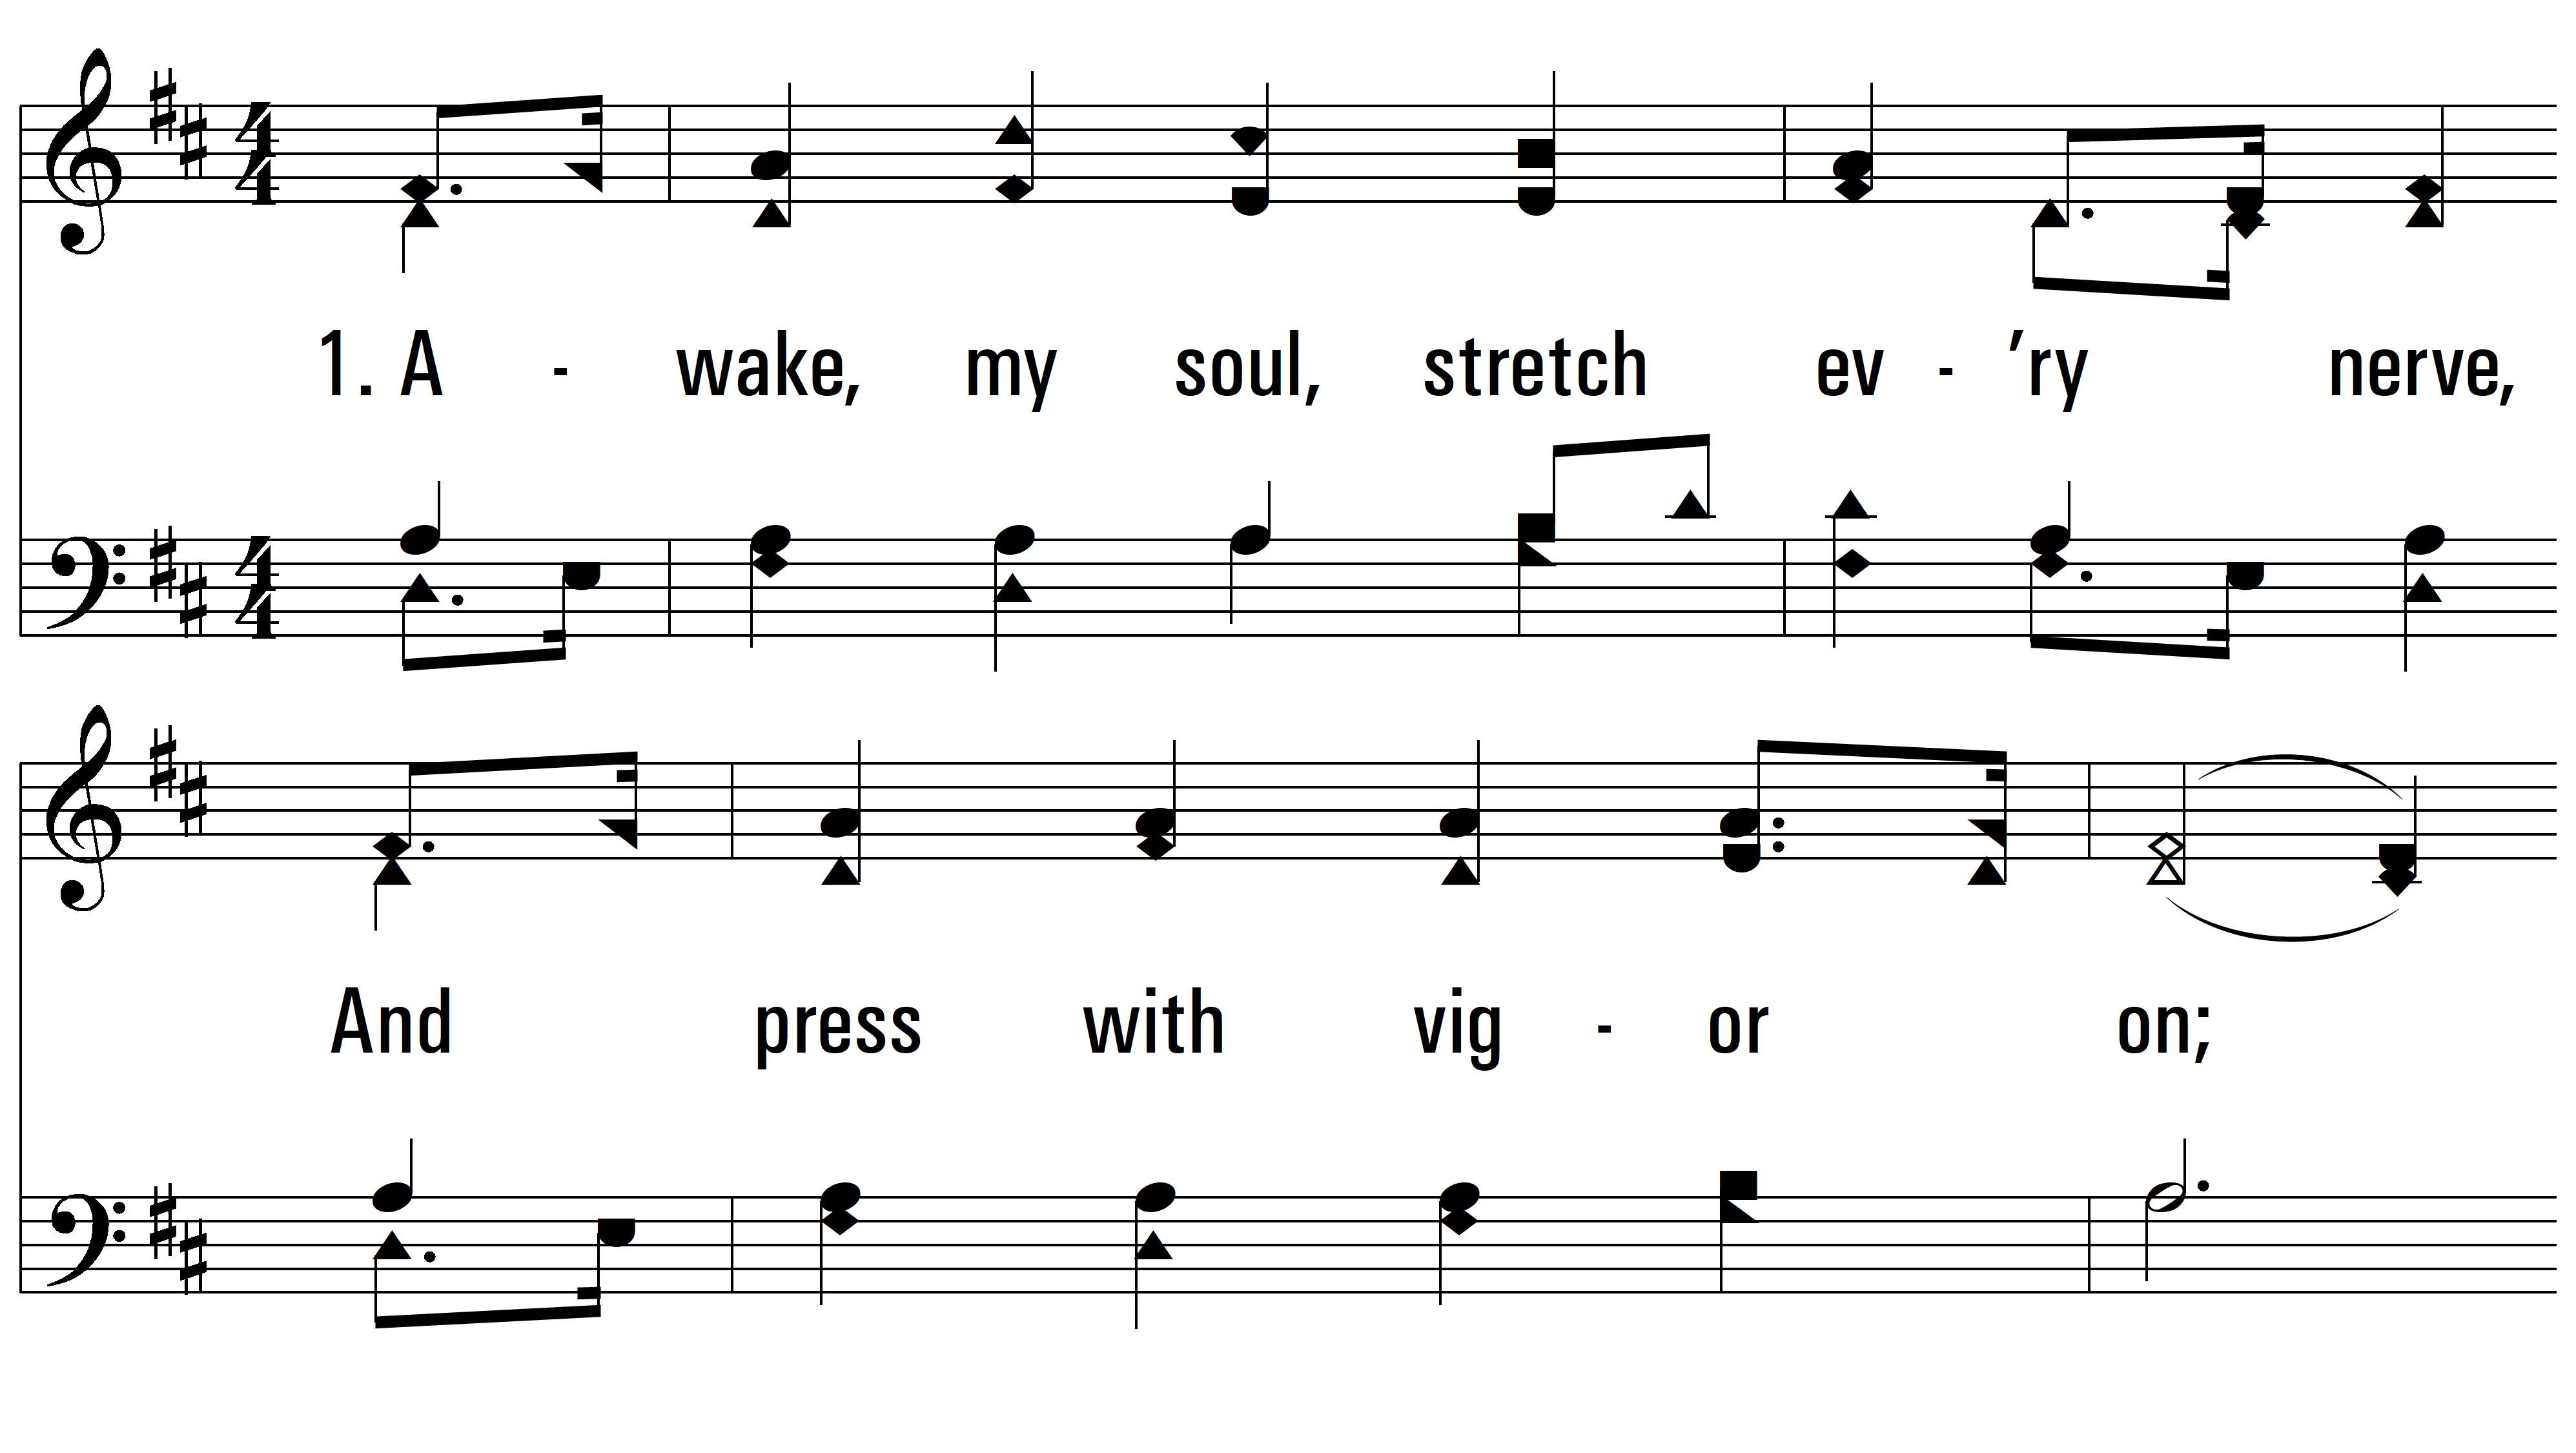 1. A - wake, my soul, stretch ev - ’ry nerve,
And press with vig - or on;